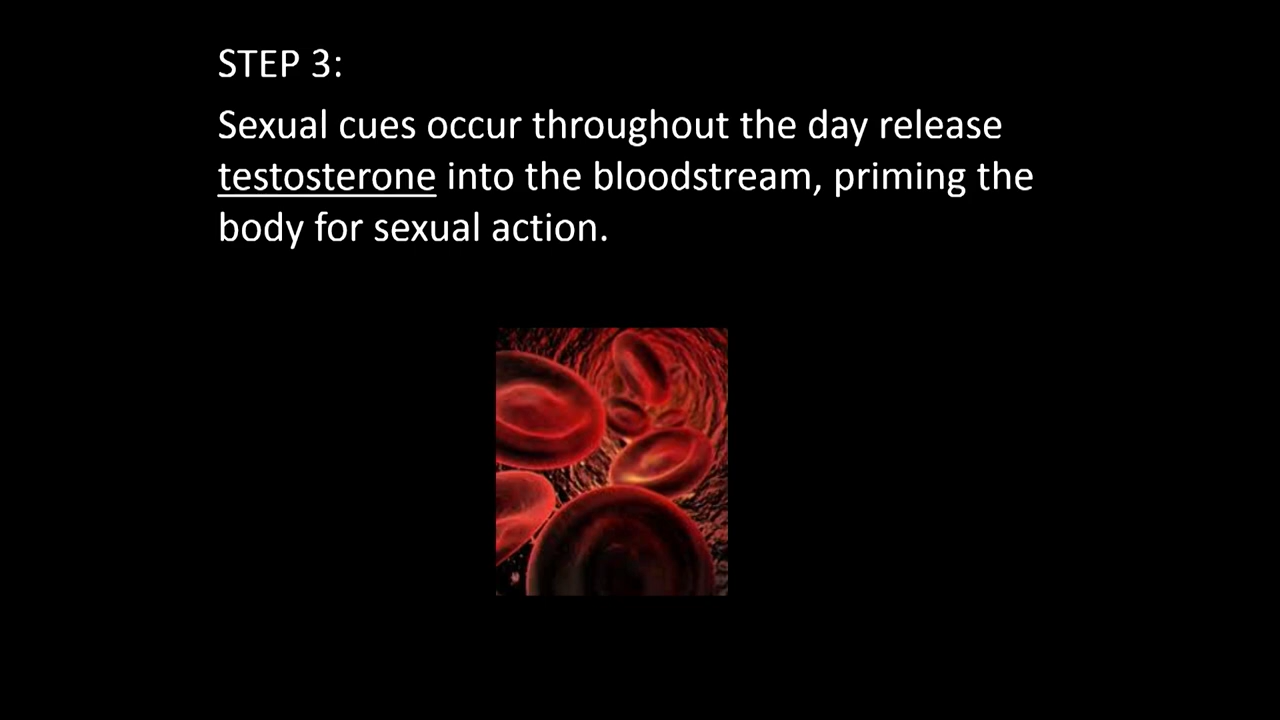 STEP 3:
Sexual cues occur throughout the day release
testosterone into the bloodstream, priming the
body for sexual action.